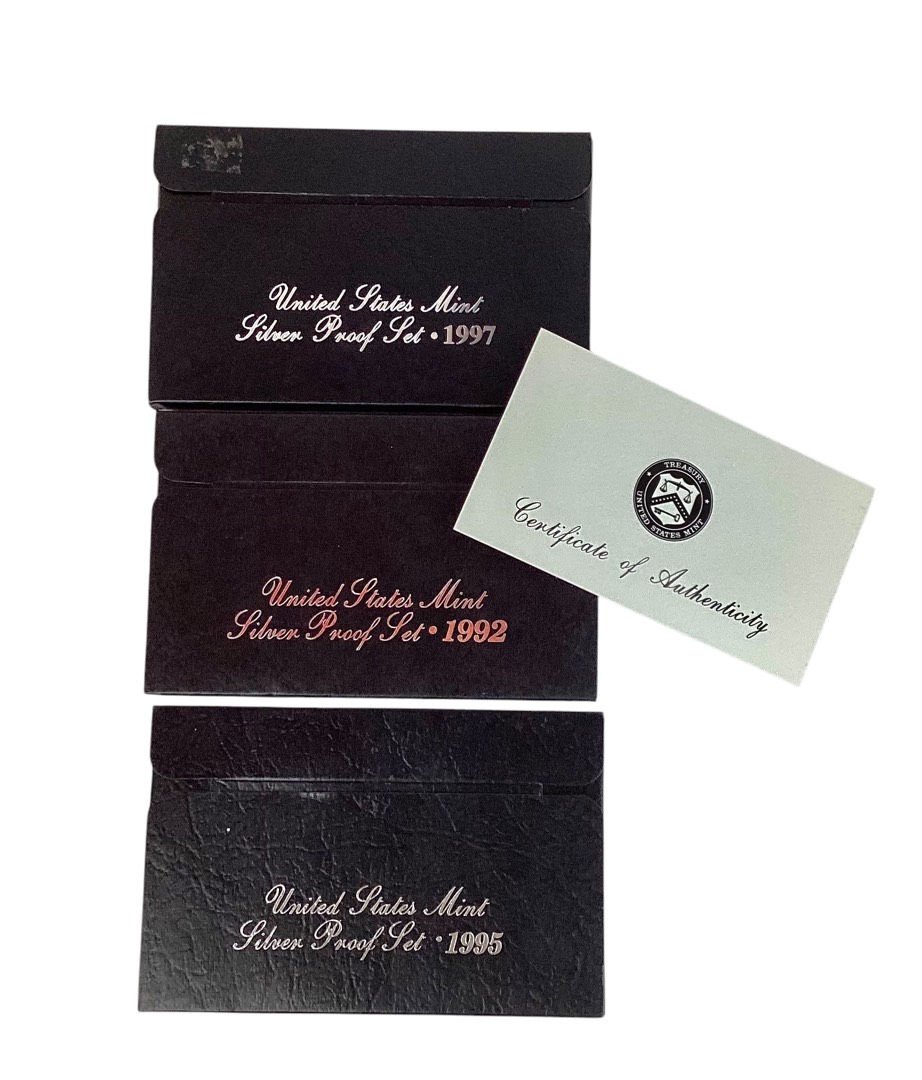 United States Mint
Silver Proof Set • 1997
TREASURY
UNITED STATES MINT
Certificate of Authenticity
United States Mint
Silver Proof Set • 1992
United States Mint
Silver Proof Set • 1995